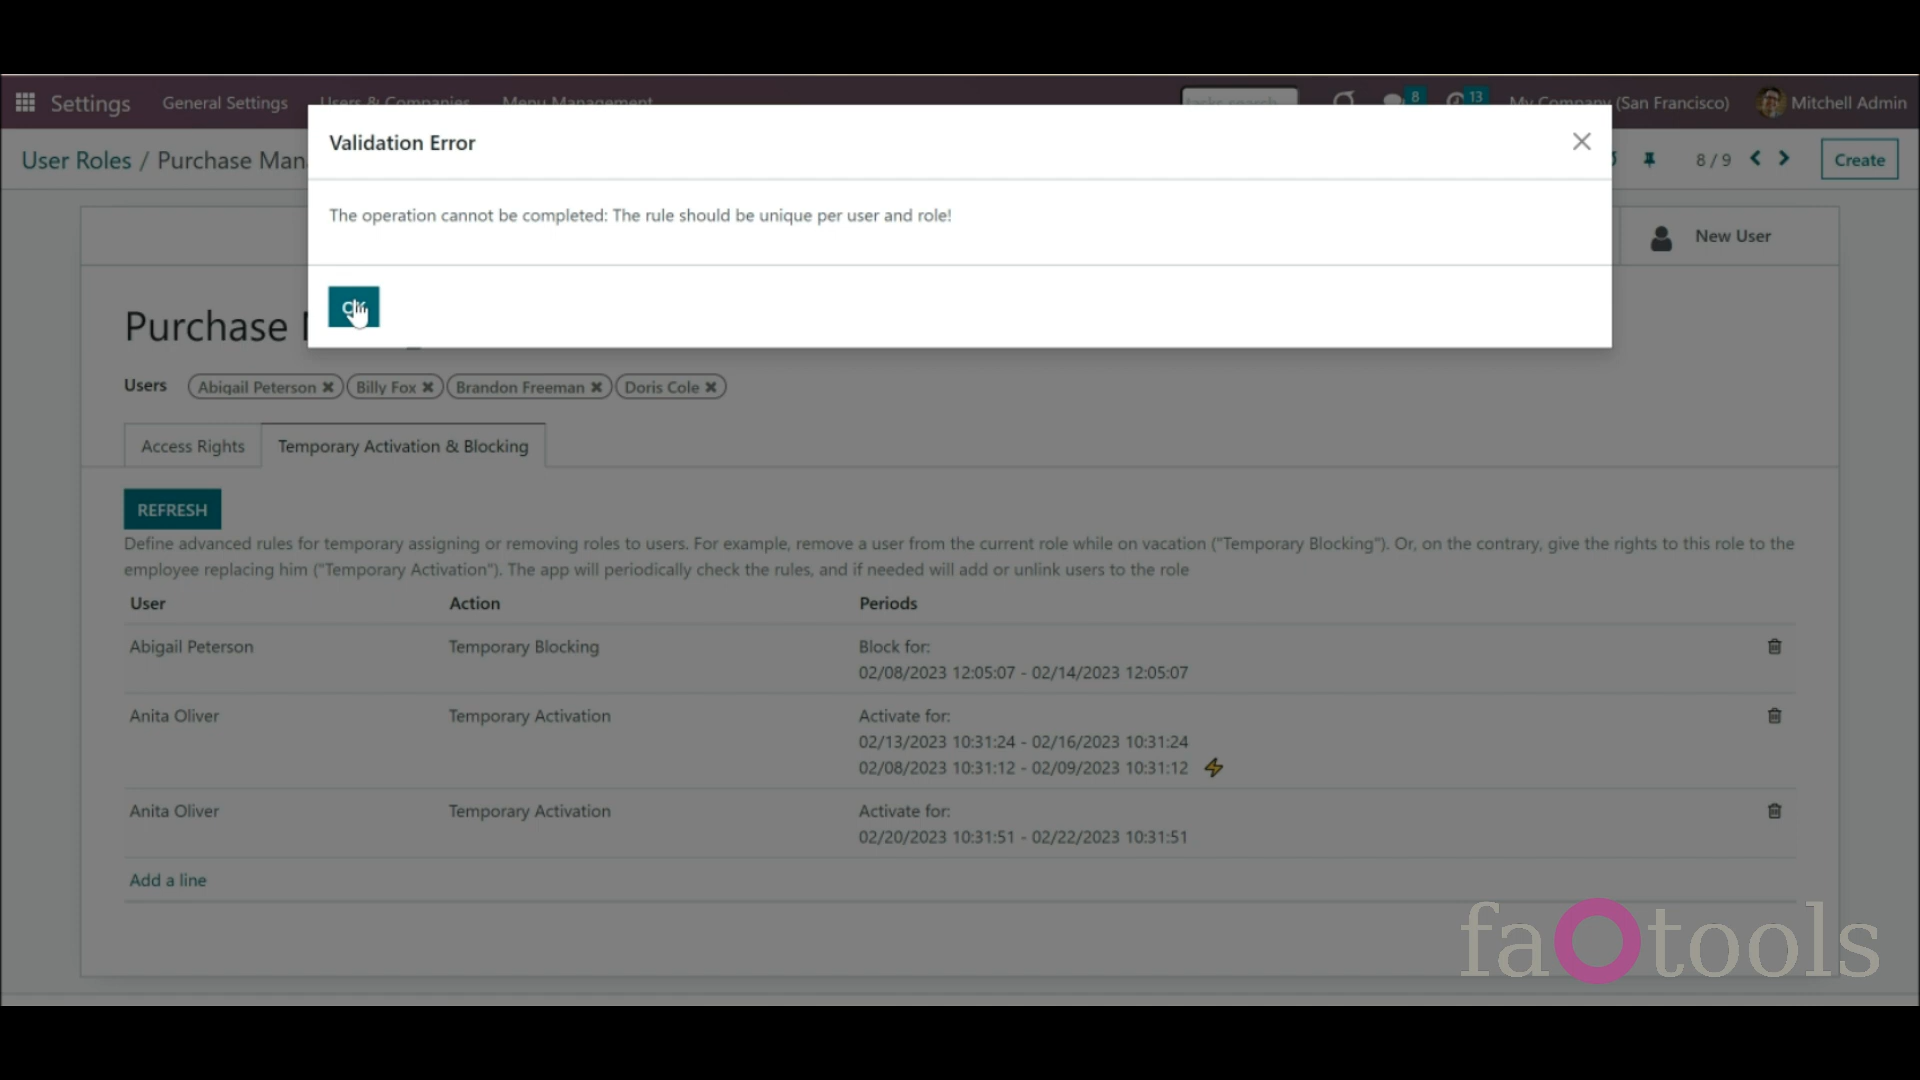 Settings General Settings Users & Companies Menu Management 8 13 My Company (San Francisco) Mitchell Admin
Validation Error
User Roles / Purchase 8 / 9 Create
The operation cannot be completed: The rule should be unique per user and role!
New User
Purchase
Users Abigail Peterson Billy Fox Brandon Freeman Doris Cole
Access Rights Temporary Activation & Blocking
REFRESH
Define advanced rules for temporary assigning or removing roles to users. For example, remove a user from the current role while on vacation ("Temporary Blocking"). Or, on the contrary, give the rights to this role to the
employee replacing him ("Temporary Activation"). The app will periodically check the rules, and if needed will add or unlink users to the role
User Action Periods
Abigail Peterson Temporary Blocking Block for:
02/08/2023 12:05:07 - 02/14/2023 12:05:07
Anita Oliver Temporary Activation Activate for:
02/13/2023 10:31:24 - 02/16/2023 10:31:24
02/08/2023 10:31:12 - 02/09/2023 10:31:12
Anita Oliver Temporary Activation Activate for:
02/20/2023 10:31:51 - 02/22/2023 10:31:51
Add a line
faotools